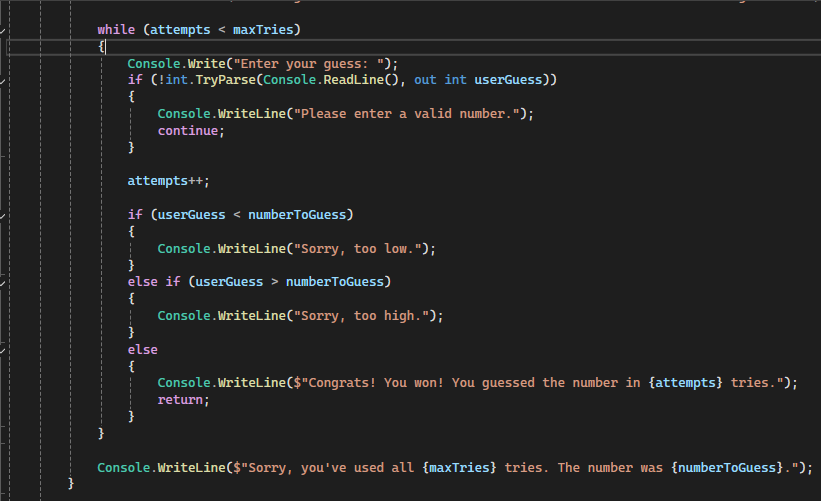 while (attempts < maxTries)
{
Console.Write("Enter your guess: ");
if (!int.TryParse(Console.ReadLine(), out int userGuess))
{
Console.WriteLine("Please enter a valid number.");
continue;
}
attempts++;
if (userGuess < numberToGuess)
{
Console.WriteLine("Sorry, too low.");
}
else if (userGuess > numberToGuess)
{
Console.WriteLine("Sorry, too high.");
}
else
{
Console.WriteLine($"Congrats! You won! You guessed the number in {attempts} tries.");
return;
}
}
Console.WriteLine($"Sorry, you've used all {maxTries} tries. The number was {numberToGuess}.");
}